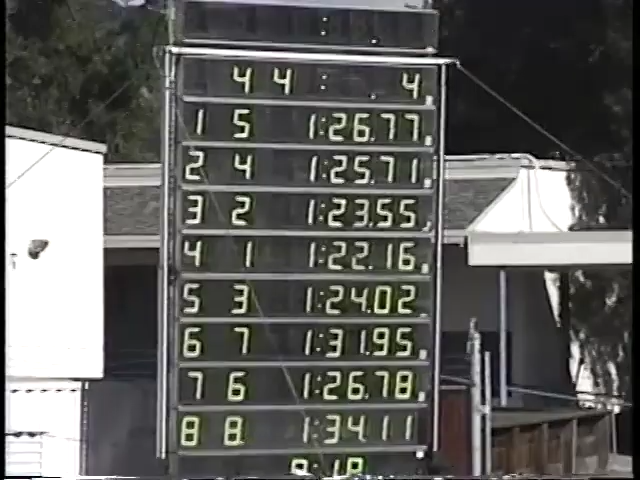 :
44 : . 4
1 5 1:26.77
2 4 1:25.71
3 2 1:23.55
4 1 1:22.16
5 3 1:24.02
6 7 1:31.95
7 6 1:26.78
8 8 1:34.11